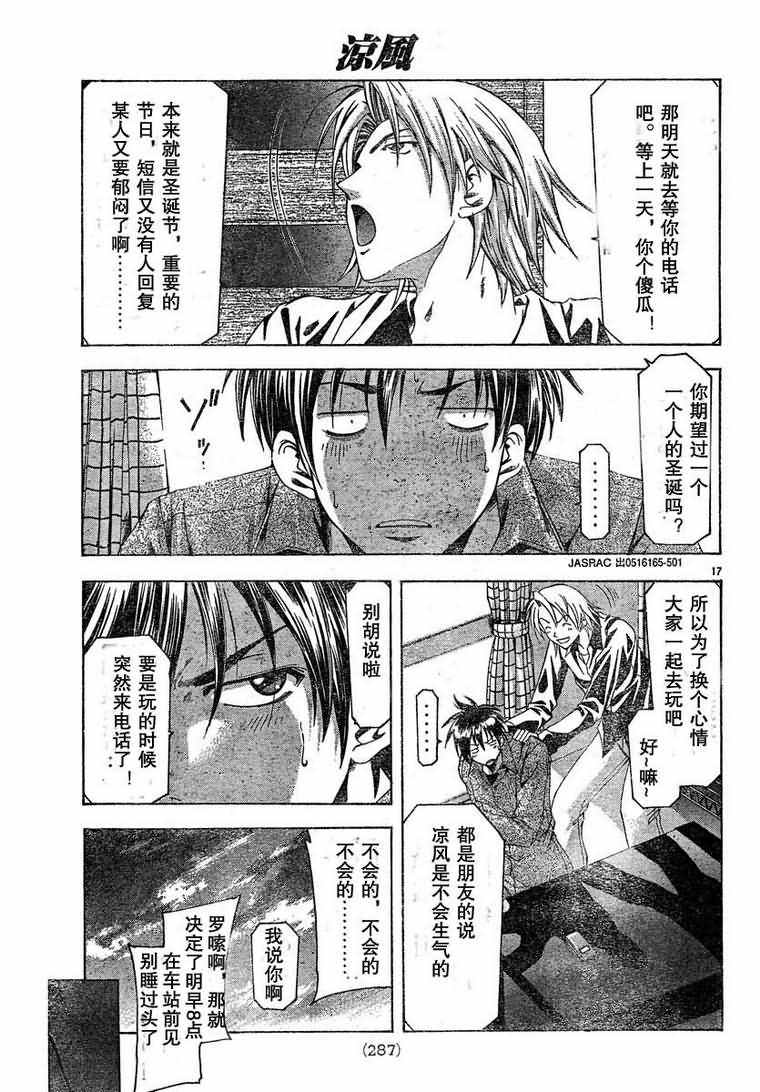 涼風
那明天就去等你的电话
吧。等上一天，你个傻瓜！
本来就是圣诞节，重要的
节日，短信又没有人回复
某人又要郁闷了啊…………
你期望过一个
一个人的圣诞吗？
……
JASRAC 出0516165-501
17
所以为了换个心情
大家一起去玩吧
好~嘛~
……
都是朋友的说
凉风是不会生气的
别胡说啦
要是玩的时候
突然来电话了！
不会的，不会的
不会的………
我说你啊
罗嗦啊，那就
决定了明早8点
在车站前见
别睡过头了
(287)